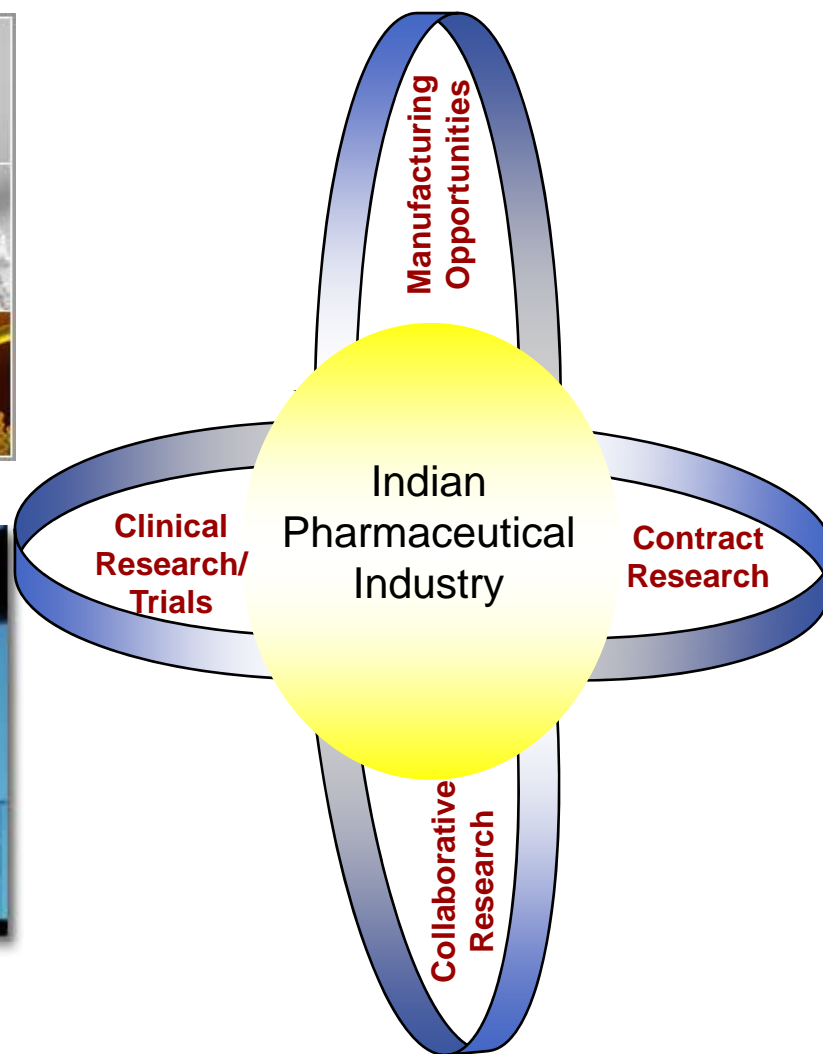 Manufacturing
Opportunities
Indian
Pharmaceutical
Industry
Clinical
Research/
Trials
Contract
Research
Collaborative
Research